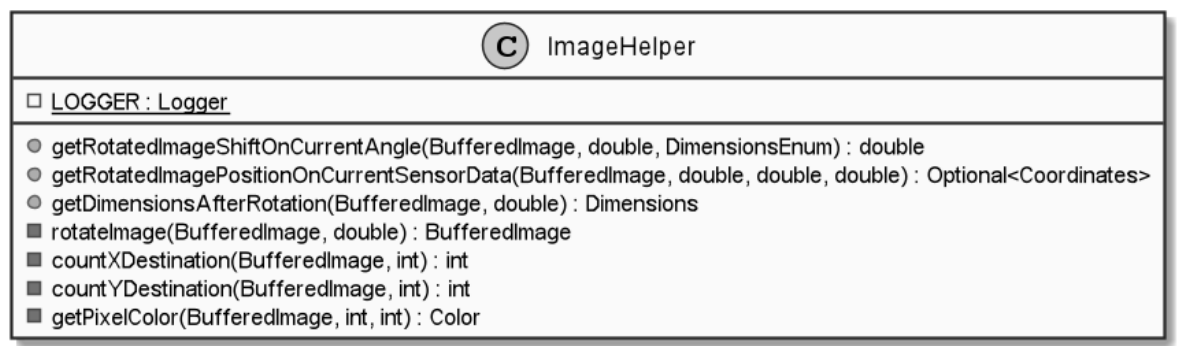 C ImageHelper
LOGGER : Logger
getRotatedImageShiftOnCurrentAngle(BufferedImage, double, DimensionsEnum) : double
getRotatedImagePositionOnCurrentSensorData(BufferedImage, double, double, double) : Optional<Coordinates>
getDimensionsAfterRotation(BufferedImage, double) : Dimensions
rotateImage(BufferedImage, double) : BufferedImage
countXDestination(BufferedImage, int) : int
countYDestination(BufferedImage, int) : int
getPixelColor(BufferedImage, int, int) : Color